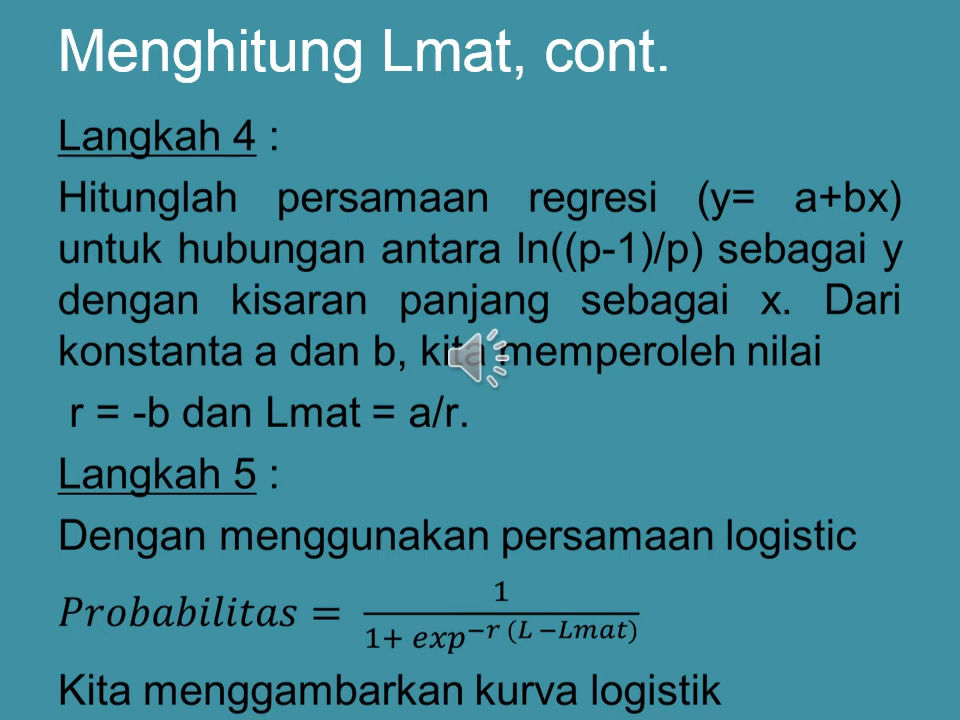 Menghitung Lmat, cont.
Langkah 4 :
Hitunglah persamaan regresi (y= a+bx)
untuk hubungan antara ln((p-1)/p) sebagai y
dengan kisaran panjang sebagai x. Dari
konstanta a dan b, kita memperoleh nilai
r = -b dan Lmat = a/r.
Langkah 5 :
Dengan menggunakan persamaan logistic
Probabilitas = 1 / (1+ exp^(−r (L −Lmat)))
Kita menggambarkan kurva logistik